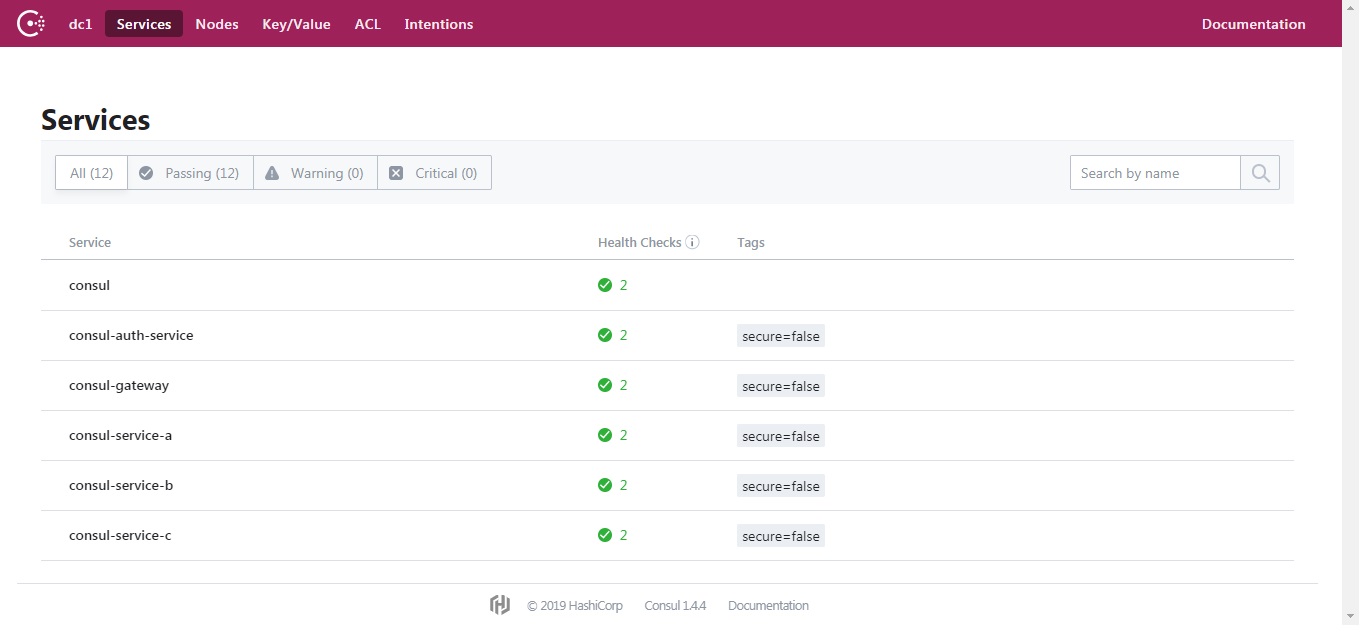 dc1 Services Nodes Key/Value ACL Intentions Documentation
Services
All (12) Passing (12) Warning (0) Critical (0) Search by name
Service Health Checks Tags
consul 2
consul-auth-service 2 secure=false
consul-gateway 2 secure=false
consul-service-a 2 secure=false
consul-service-b 2 secure=false
consul-service-c 2 secure=false
© 2019 HashiCorp Consul 1.4.4 Documentation